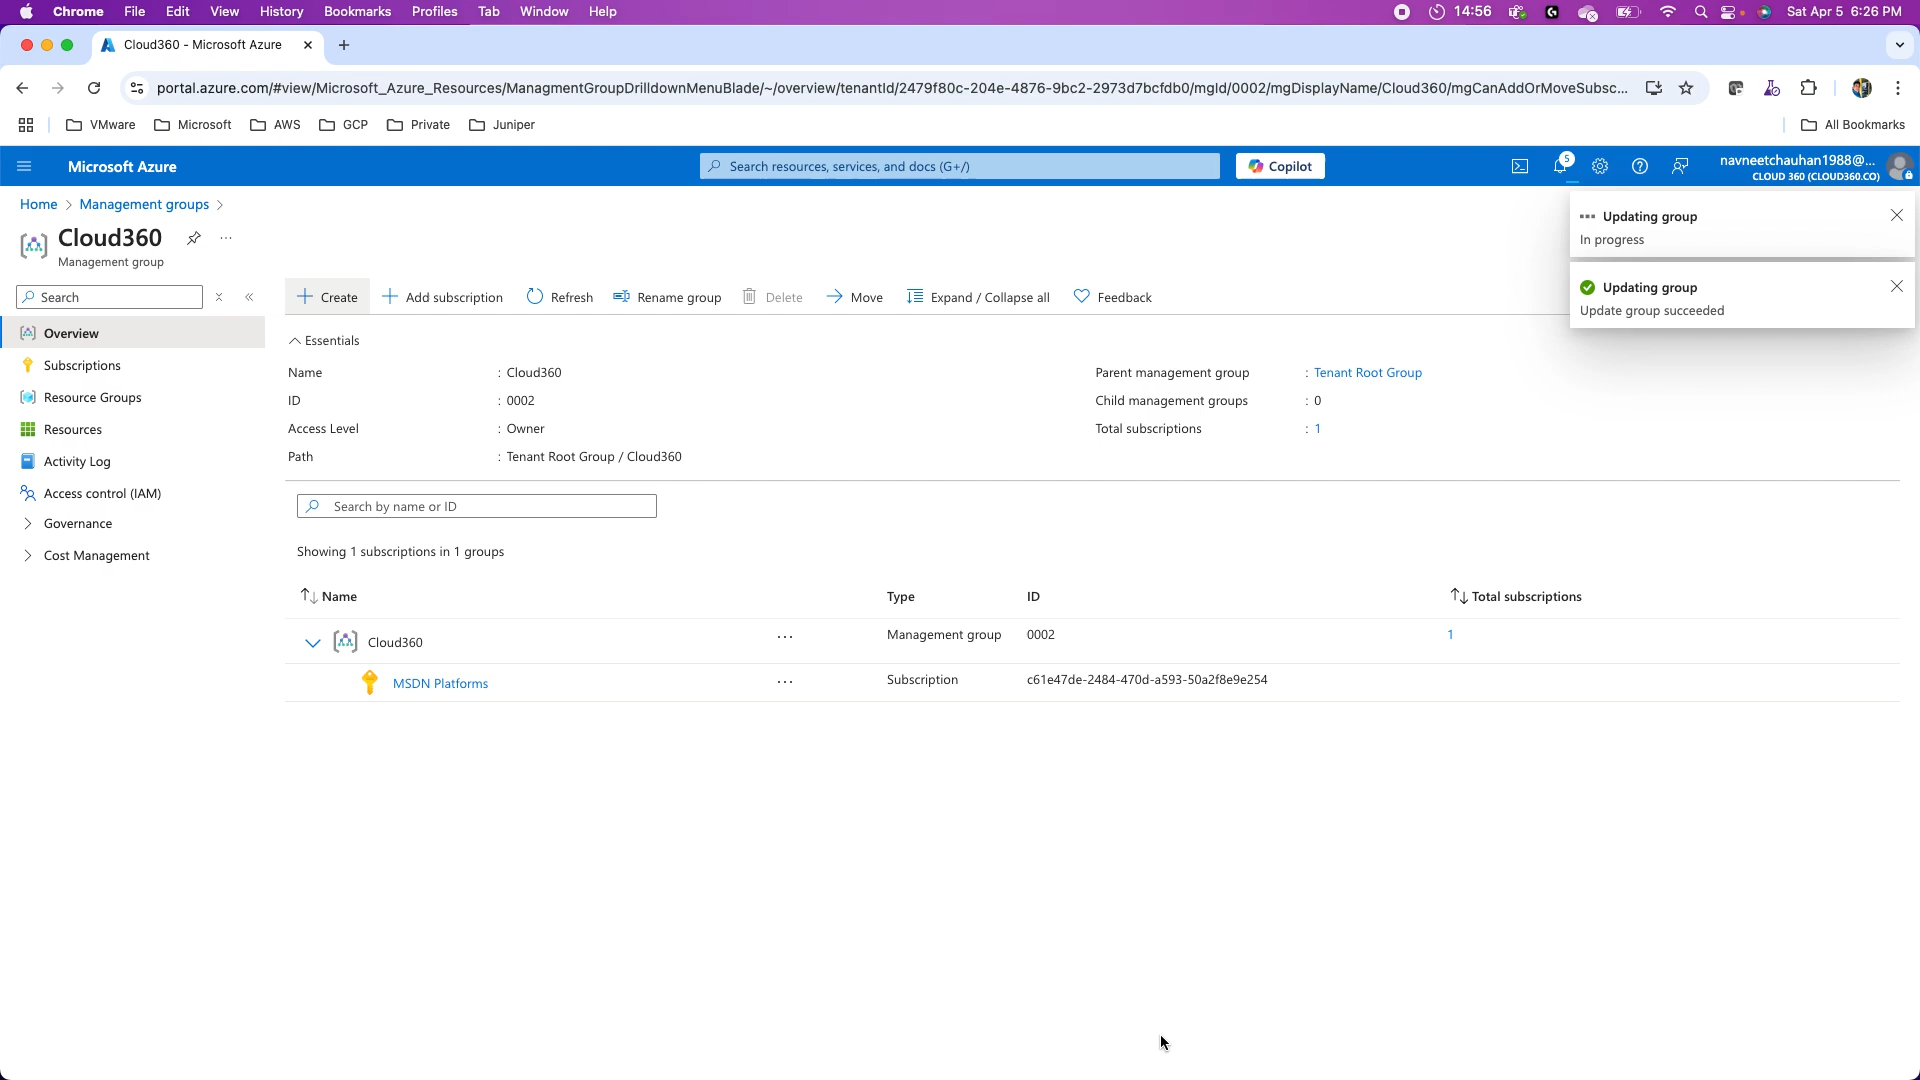 Chrome File Edit View History Bookmarks Profiles Tab Window Help 14:56 Sat Apr 5 6:26 PM
Cloud360 - Microsoft Azure
portal.azure.com/#view/Microsoft_Azure_Resources/ManagmentGroupDrilldownMenuBlade/~/overview/tenantId/2479f80c-204e-4876-9bc2-2973d7bcfdb0/mgId/0002/mgDisplayName/Cloud360/mgCanAddOrMoveSubsc...
VMware Microsoft AWS GCP Private Juniper All Bookmarks
Microsoft Azure Search resources, services, and docs (G+/) Copilot 5 navneetchauhan1988@...
CLOUD 360 (CLOUD360.CO)
Home > Management groups >
Cloud360 ...
Management group
Updating group
In progress
Updating group
Update group succeeded
Search
Create Add subscription Refresh Rename group Delete Move Expand / Collapse all Feedback
Overview
Subscriptions
Resource Groups
Resources
Activity Log
Access control (IAM)
Governance
Cost Management
Essentials
Name : Cloud360 Parent management group : Tenant Root Group
ID : 0002 Child management groups : 0
Access Level : Owner Total subscriptions : 1
Path : Tenant Root Group / Cloud360
Search by name or ID
Showing 1 subscriptions in 1 groups
Name Type ID Total subscriptions
Cloud360 ... Management group 0002 1
MSDN Platforms ... Subscription c61e47de-2484-470d-a593-50a2f8e9e254